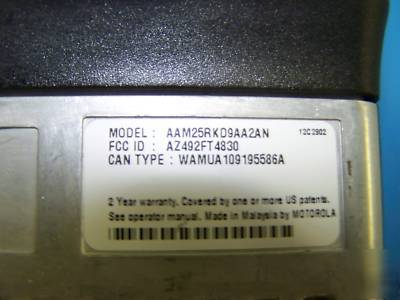 MODEL : AAM25RKD9AA2AN 12C2902
FCC ID : AZ492FT4830
CAN TYPE : WAMUA109195586A
2 Year warranty. Covered by one or more US patents.
See operator manual. Made in Malaysia by MOTOROLA